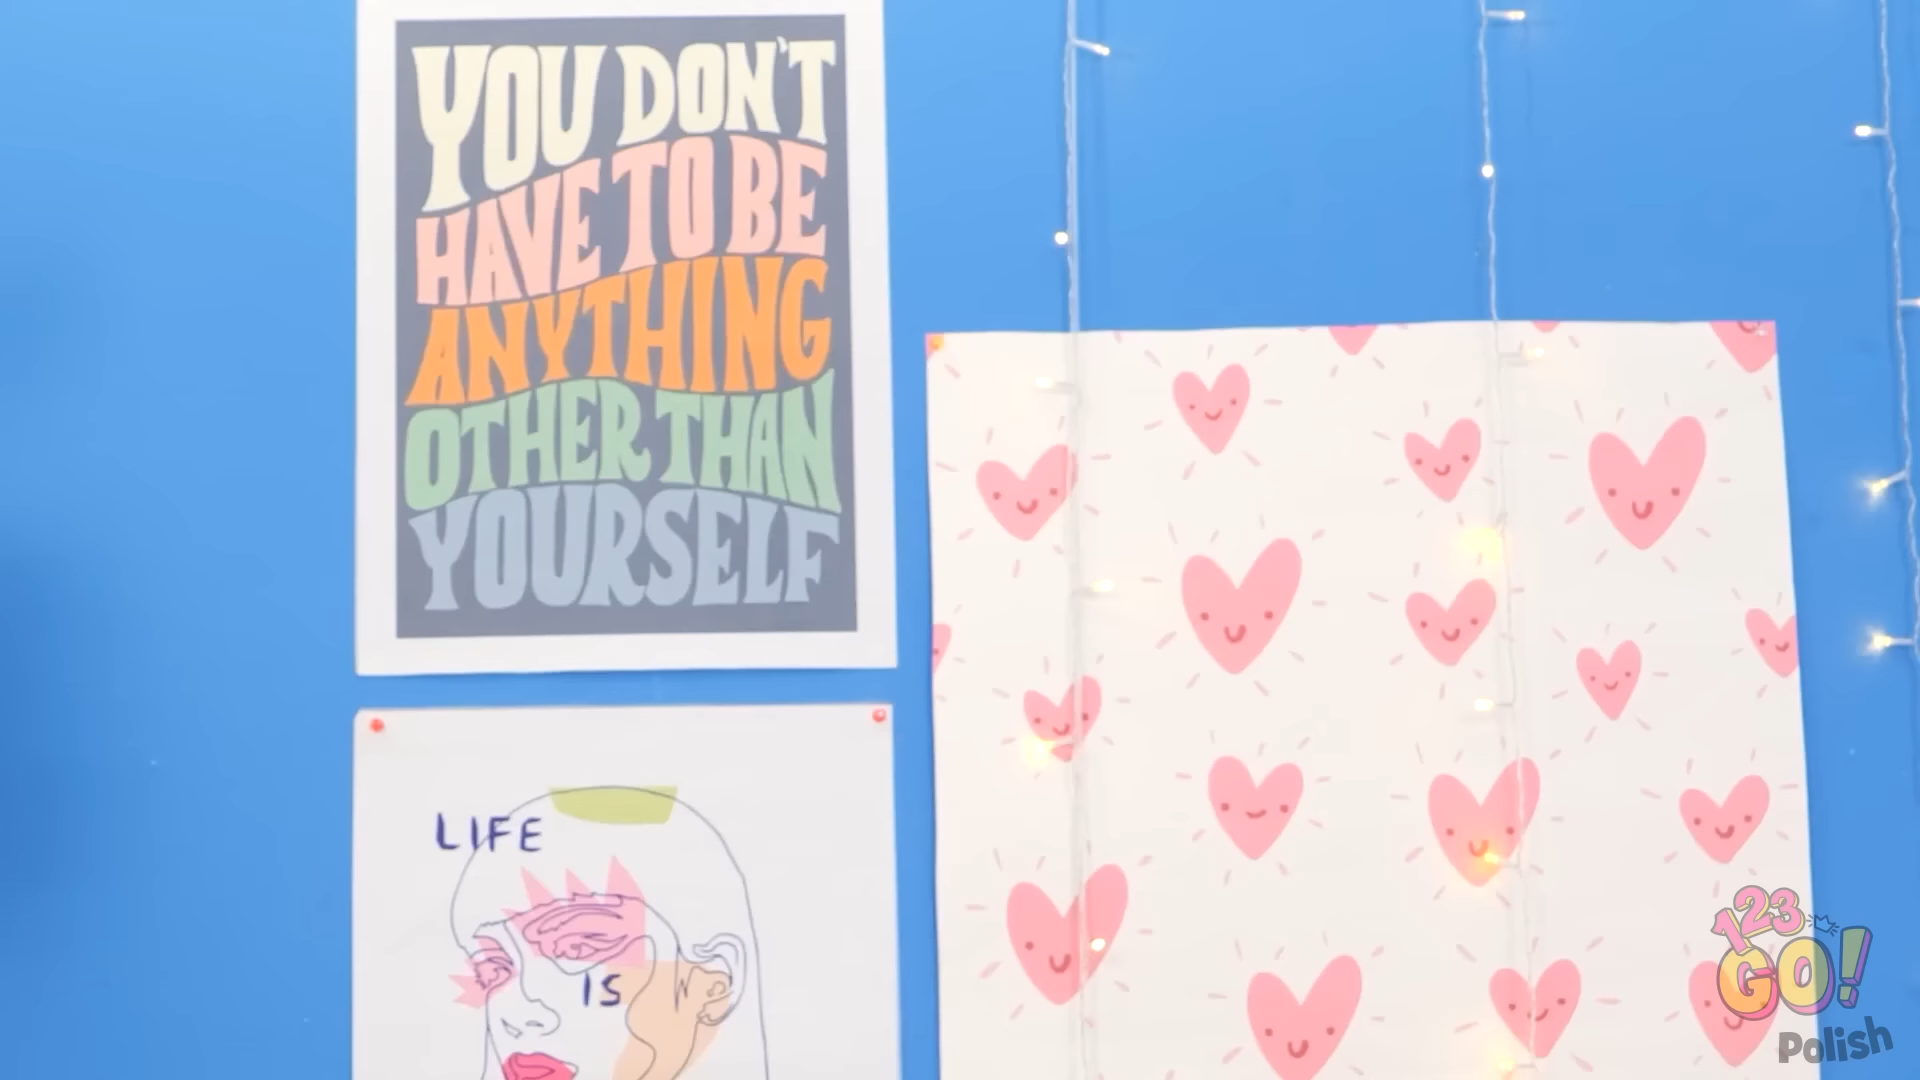 YOU DON'T
HAVE TO BE
ANYTHING
OTHER THAN
YOURSELF
LIFE
IS
123
GO!
Polish